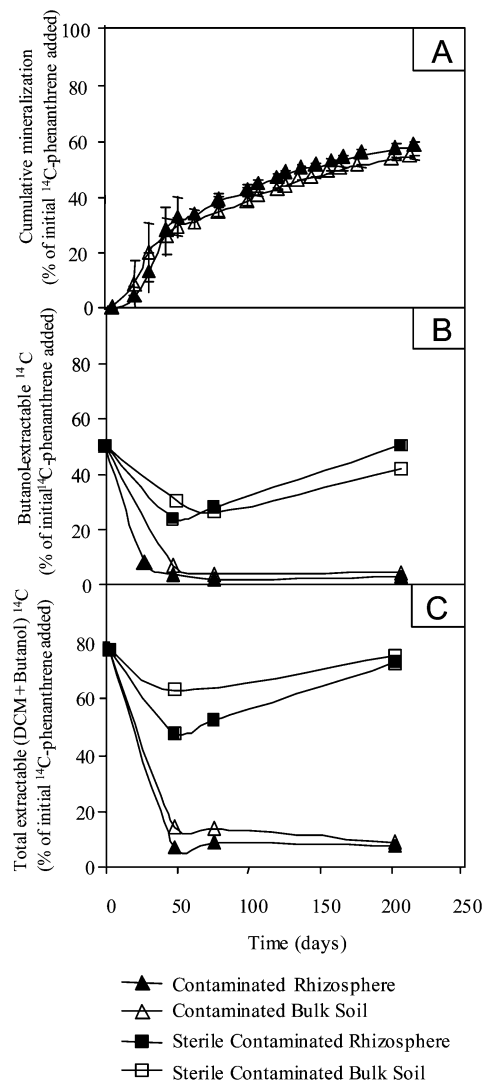 Cumulative mineralization
(% of initial ¹⁴C-phenanthrene added)
100
80
60
40
20
0
A
Butanol-extractable ¹⁴C
(% of initial¹⁴C-phenanthrene added)
80
60
40
20
0
B
Total extractable (DCM+Butanol) ¹⁴C
(% of initial ¹⁴C-phenanthrene added)
80
60
40
20
0
C
0 50 100 150 200 250
Time (days)
Contaminated Rhizosphere
Contaminated Bulk Soil
Sterile Contaminated Rhizosphere
Sterile Contaminated Bulk Soil